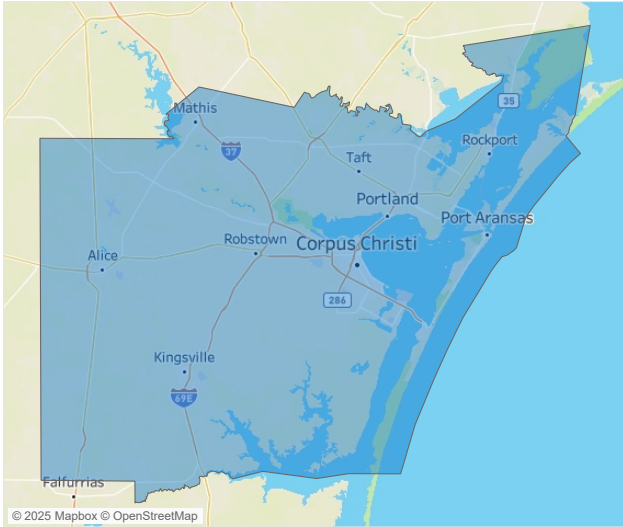 35
Mathis
Rockport
37
Taft
Portland
Port Aransas
Robstown
Corpus Christi
Alice
286
Kingsville
69E
Falfurrias
© 2025 Mapbox © OpenStreetMap